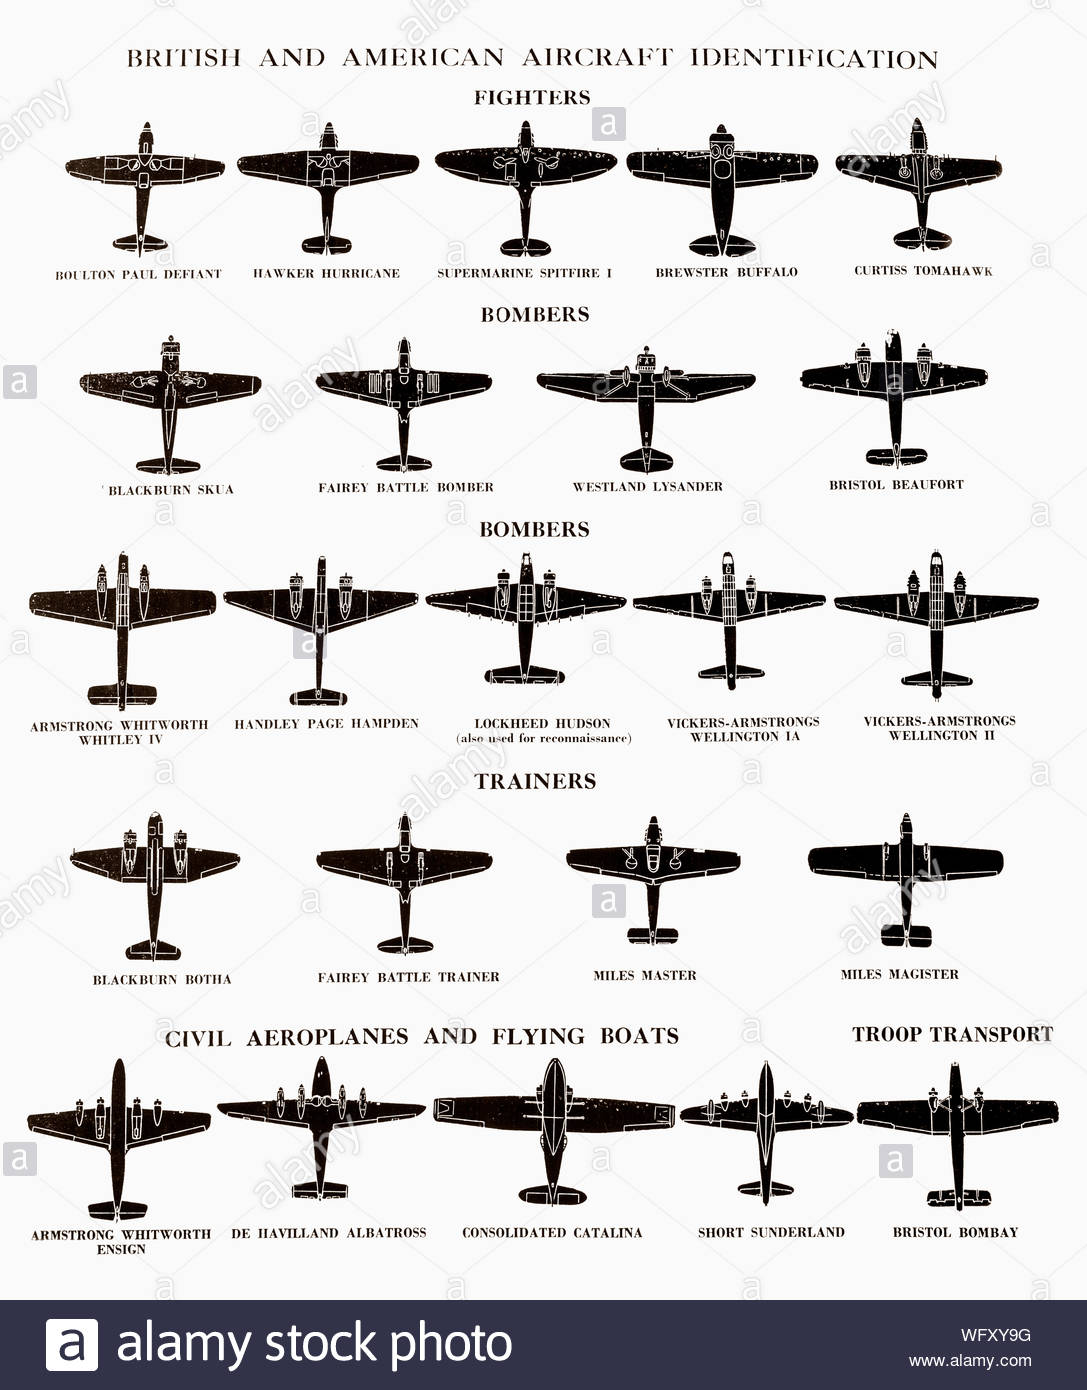 BRITISH AND AMERICAN AIRCRAFT IDENTIFICATION
FIGHTERS
BOULTON PAUL DEFIANT
HAWKER HURRICANE
SUPERMARINE SPITFIRE I
BREWSTER BUFFALO
CURTISS TOMAHAWK
BOMBERS
BLACKBURN SKUA
FAIREY BATTLE BOMBER
WESTLAND LYSANDER
BRISTOL BEAUFORT
BOMBERS
ARMSTRONG WHITWORTH
WHITLEY IV
HANDLEY PAGE HAMPDEN
LOCKHEED HUDSON
(also used for reconnaissance)
VICKERS-ARMSTRONGS
WELLINGTON IA
VICKERS-ARMSTRONGS
WELLINGTON II
TRAINERS
BLACKBURN BOTHA
FAIREY BATTLE TRAINER
MILES MASTER
MILES MAGISTER
CIVIL AEROPLANES AND FLYING BOATS
TROOP TRANSPORT
ARMSTRONG WHITWORTH
ENSIGN
DE HAVILLAND ALBATROSS
CONSOLIDATED CATALINA
SHORT SUNDERLAND
BRISTOL BOMBAY
a alamy stock photo
WFXY9G
www.alamy.com